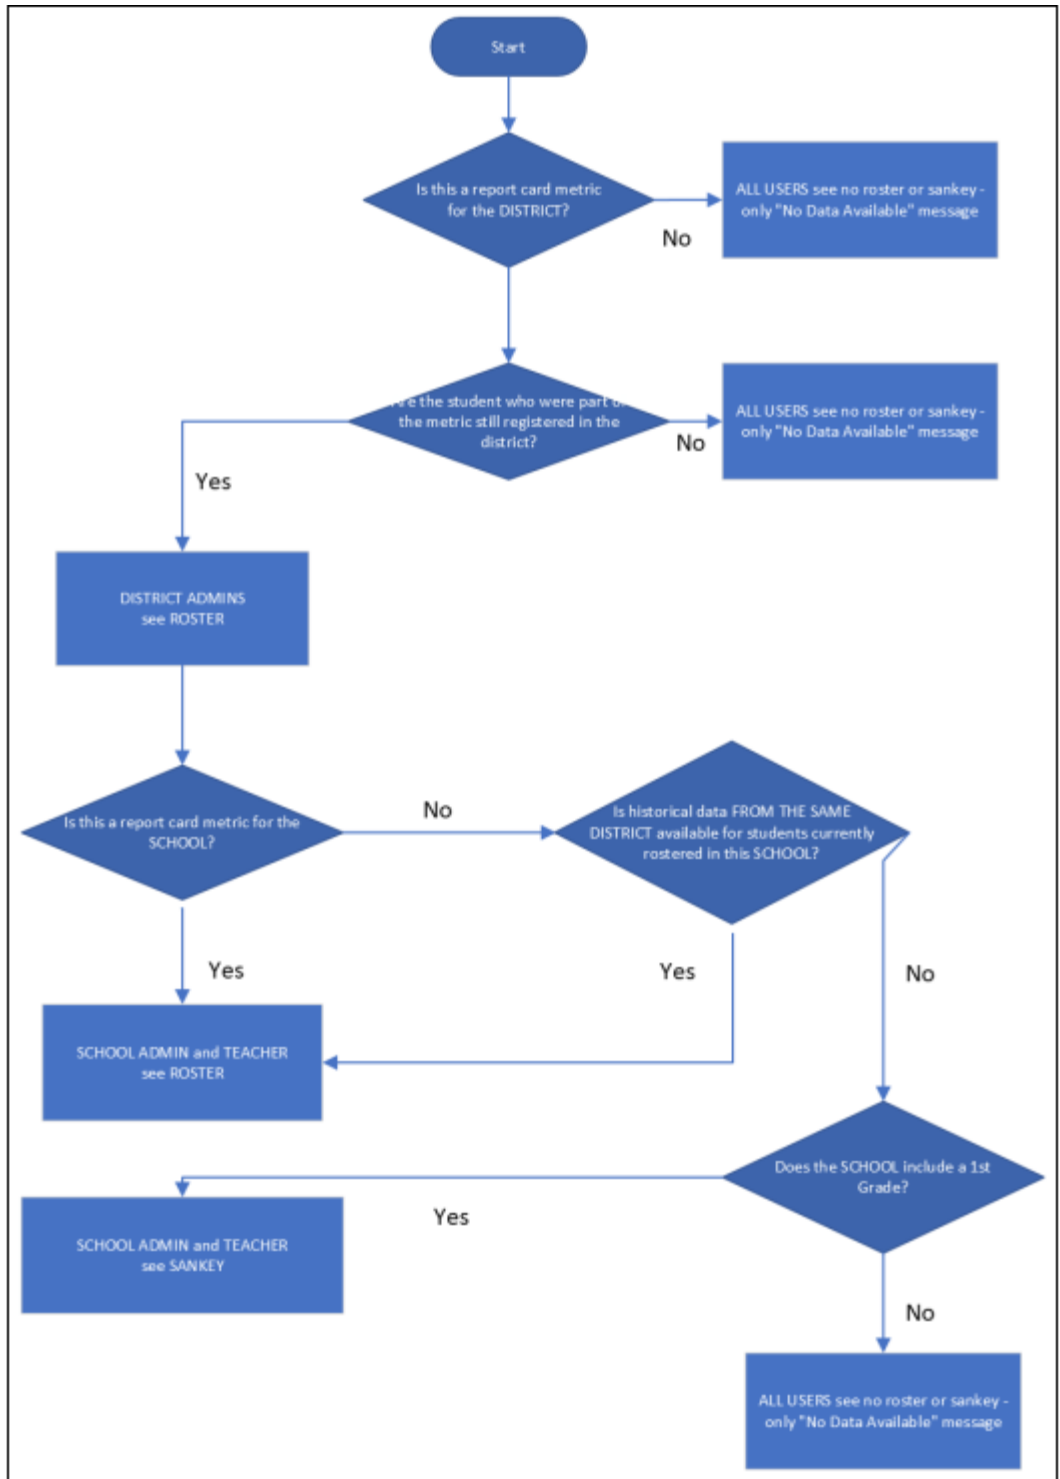 Start
Is this a report card metric
for the DISTRICT?
No
ALL USERS see no roster or sankey -
only "No Data Available" message
Are the student who were part of
the metric still registered in the
district?
No
ALL USERS see no roster or sankey -
only "No Data Available" message
Yes
DISTRICT ADMINS
see ROSTER
Is this a report card metric for the
SCHOOL?
No
Is historical data FROM THE SAME
DISTRICT available for students currently
rostered in this SCHOOL?
Yes
Yes
No
SCHOOL ADMIN and TEACHER
see ROSTER
Does the SCHOOL include a 1st
Grade?
Yes
SCHOOL ADMIN and TEACHER
see SANKEY
No
ALL USERS see no roster or sankey -
only "No Data Available" message